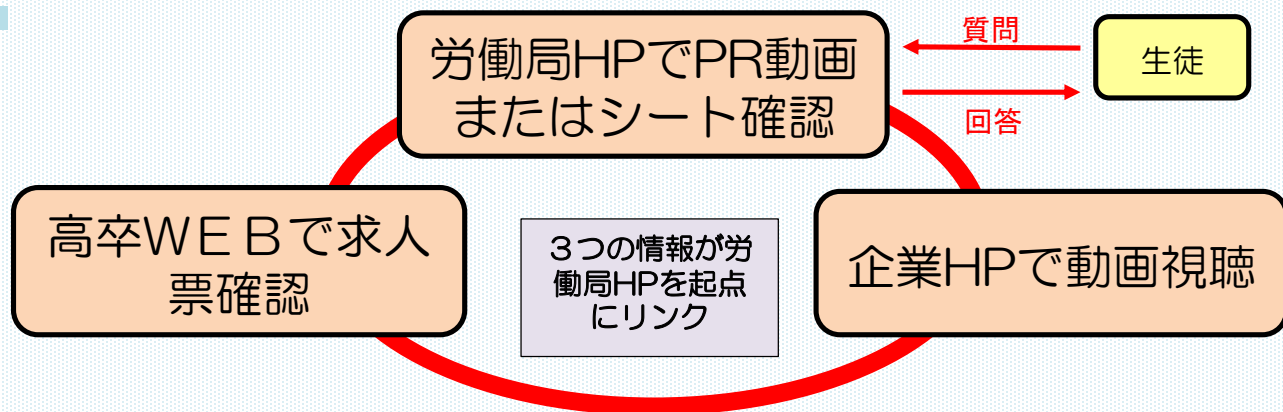 労働局HPでPR動画
またはシート確認
質問
生徒
回答
高卒WEBで求人
票確認
３つの情報が労
働局HPを起点
にリンク
企業HPで動画視聴